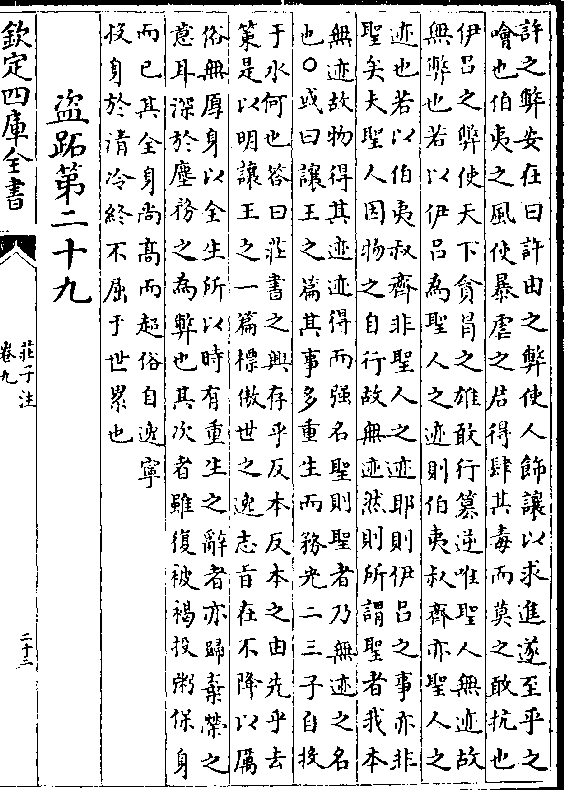 許之弊安在曰許由之弊使人飾讓以求進遂至乎之
噲也伯夷之風使暴虐之君得肆其毒而莫之敢抗也
伊呂之弊使天下貪冒之雄敢行簒逆唯聖人無迹故
無弊也若以伊呂為聖人之迹則伯夷叔齊亦聖人之
迹也若以伯夷叔齊非聖人之迹耶則伊呂之事亦非
聖矣夫聖人因物之自行故無迹然則所謂聖者我本
無迹故物得其迹迹得而强名聖則聖者乃無迹之名
也○或曰讓王之篇其事多重生而務光二三子自投
于水何也答曰莊書之興存乎反本反本之由先乎去
策是以明讓王之一篇標傲世之逸志旨在不降以厲
俗無厚身以全生所以時有重生之辭者亦歸棄榮之
意耳深於塵務之為弊也其次者雖復被褐投粥保身
而已其全身尚髙而超俗自逸寧
投身於清冷終不屈于世累也
盜跖第二十九
欽定四庫全書
莊子注
卷九
二十三